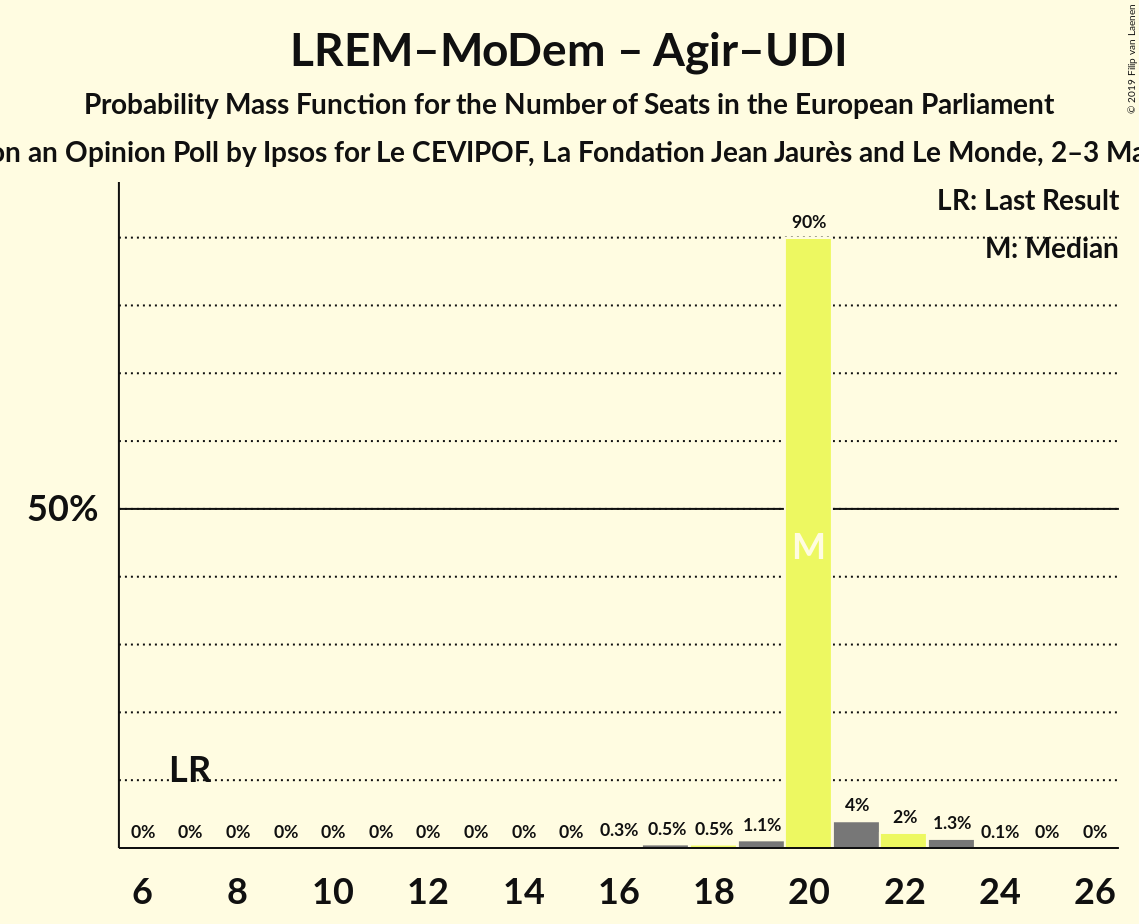 LREM–MoDem – Agir–UDI
Probability Mass Function for the Number of Seats in the European Parliament
on an Opinion Poll by Ipsos for Le CEVIPOF, La Fondation Jean Jaurès and Le Monde, 2–3 Ma
© 2019 Filip van Laenen
LR: Last Result
M: Median
90%
50%
M
LR
0% 0% 0% 0% 0% 0% 0% 0% 0% 0% 0.3% 0.5% 0.5% 1.1% 4% 2% 1.3% 0.1% 0% 0%
6 8 10 12 14 16 18 20 22 24 26